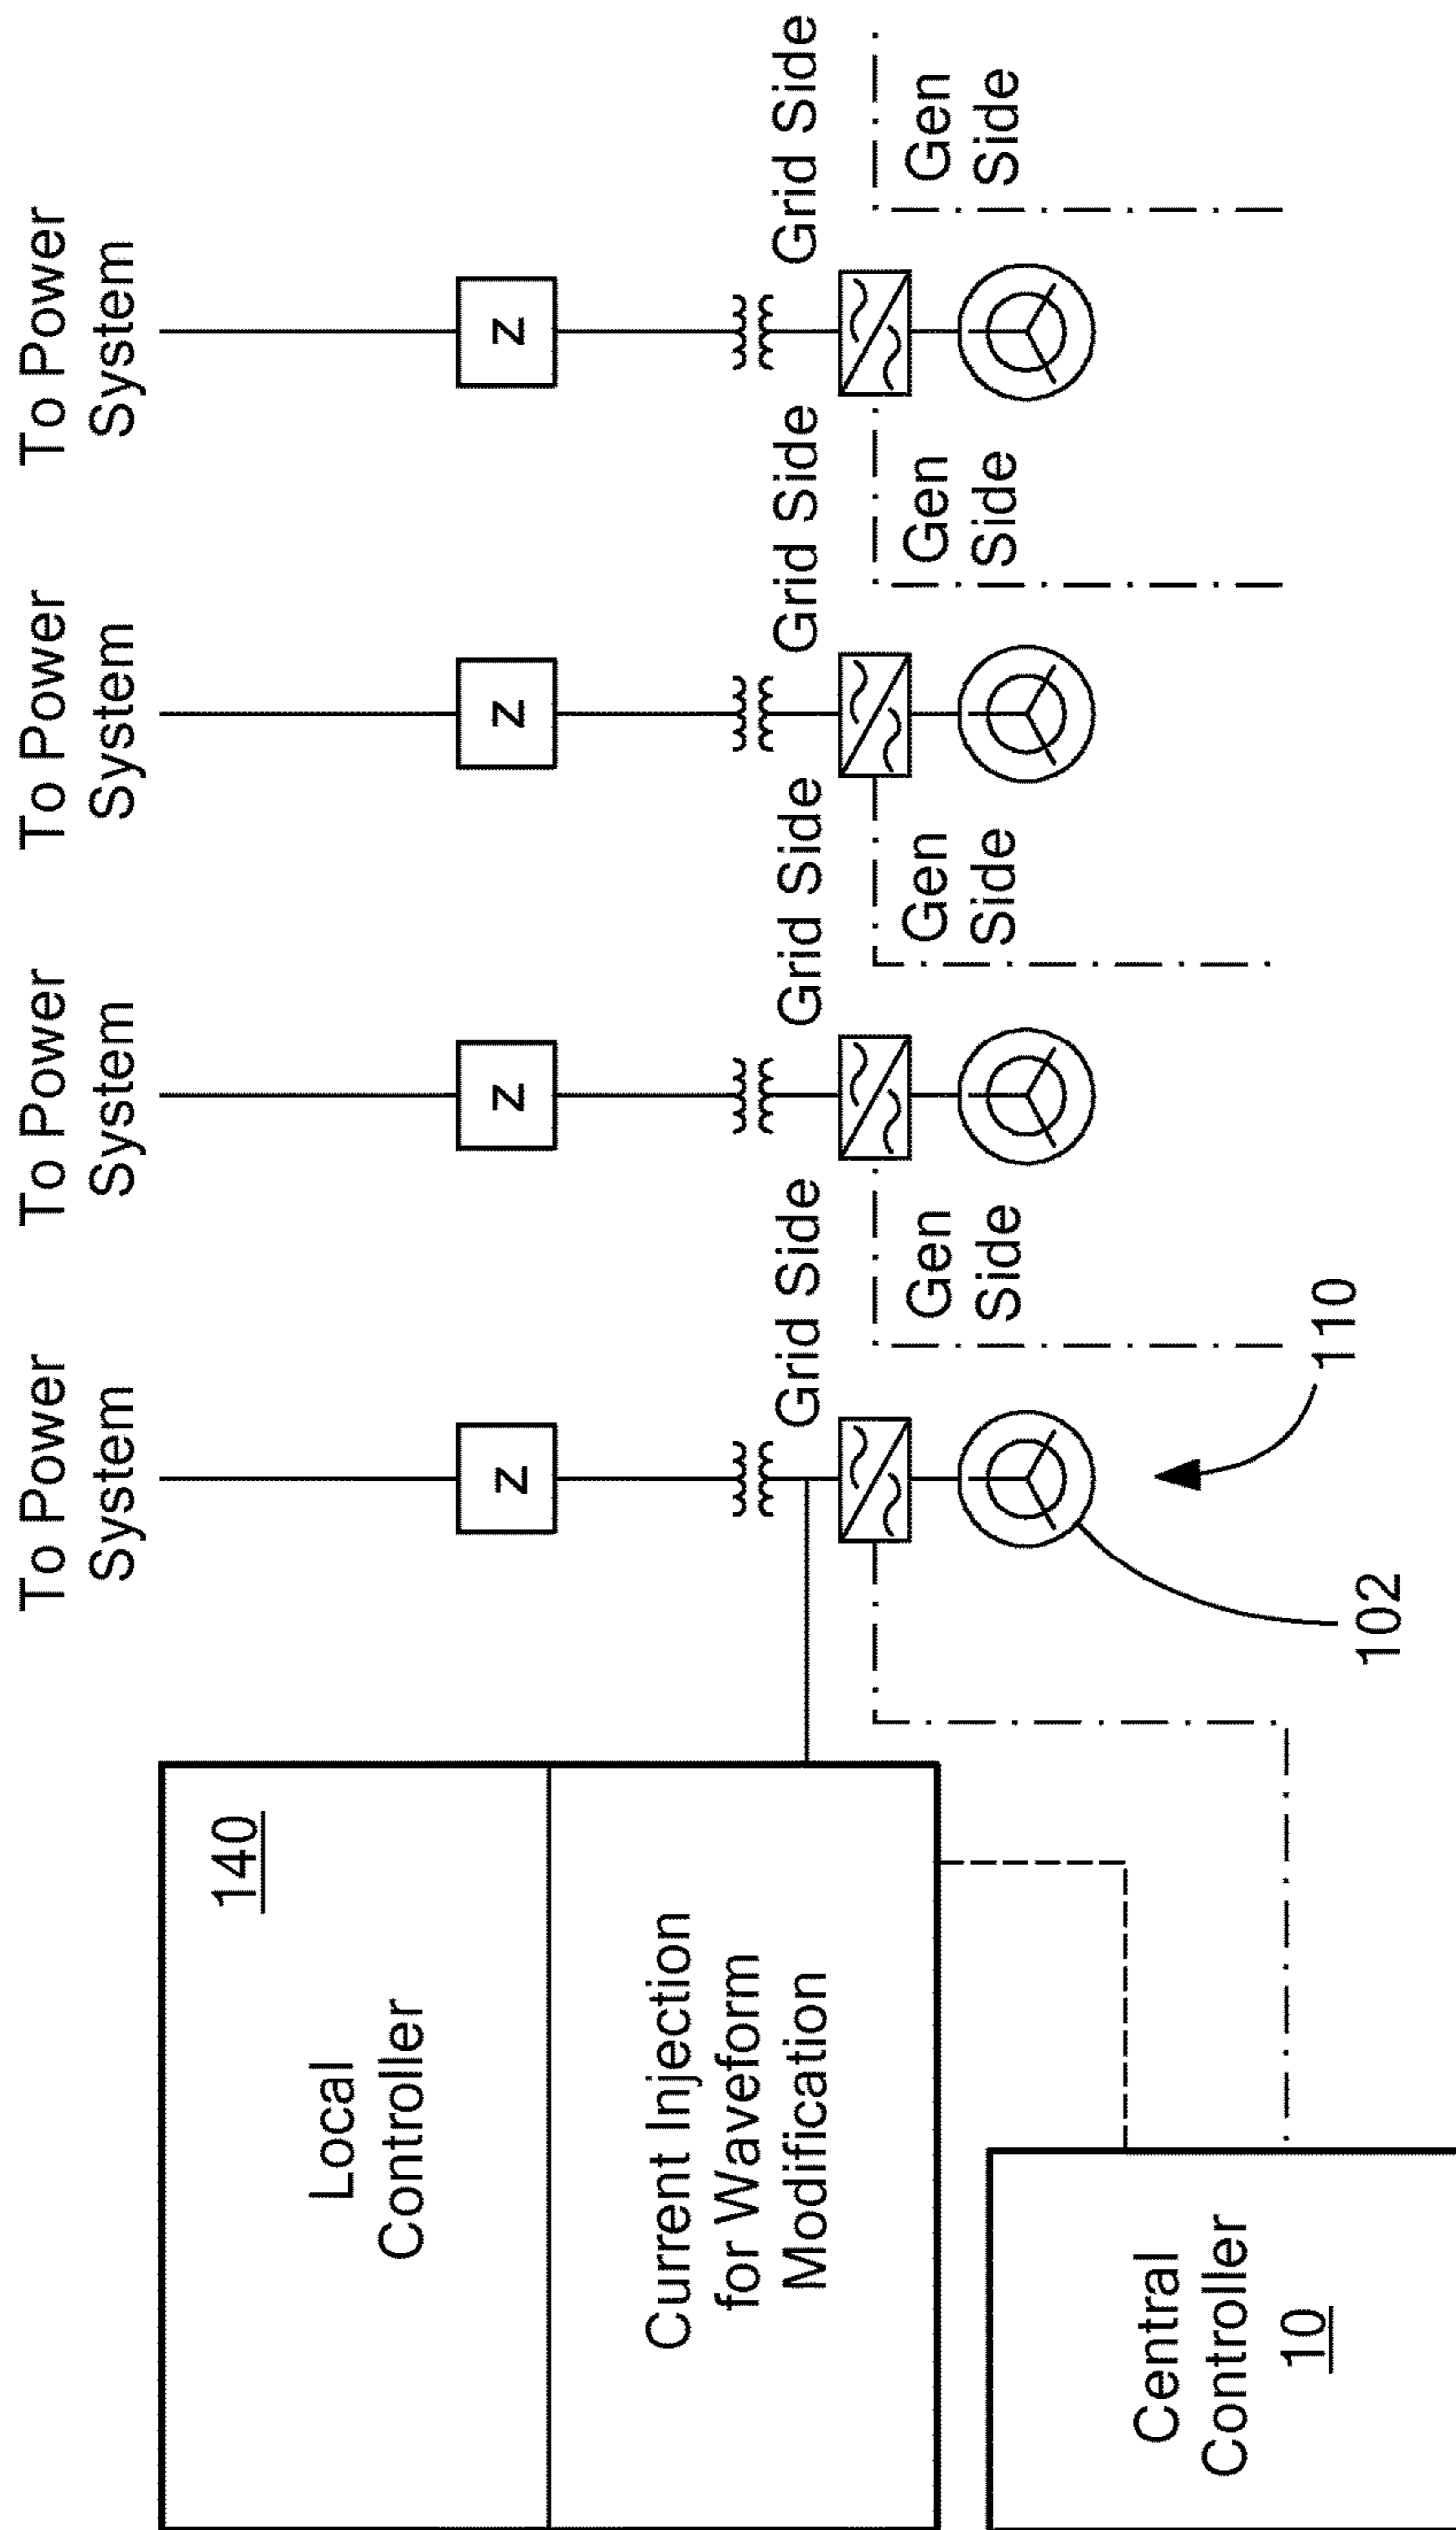 To Power
System
To Power
System
To Power
System
To Power
System
140
Local
Controller
Current Injection
for Waveform
Modification
Z
Z
Z
Z
Grid Side
Grid Side
Grid Side
Grid Side
Gen
Side
Gen
Side
Gen
Side
Gen
Side
110
102
Central
Controller
10